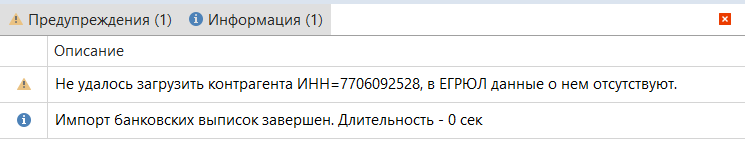 Предупреждения (1) Информация (1)
Описание
Не удалось загрузить контрагента ИНН=7706092528, в ЕГРЮЛ данные о нем отсутствуют.
Импорт банковских выписок завершен. Длительность - 0 сек